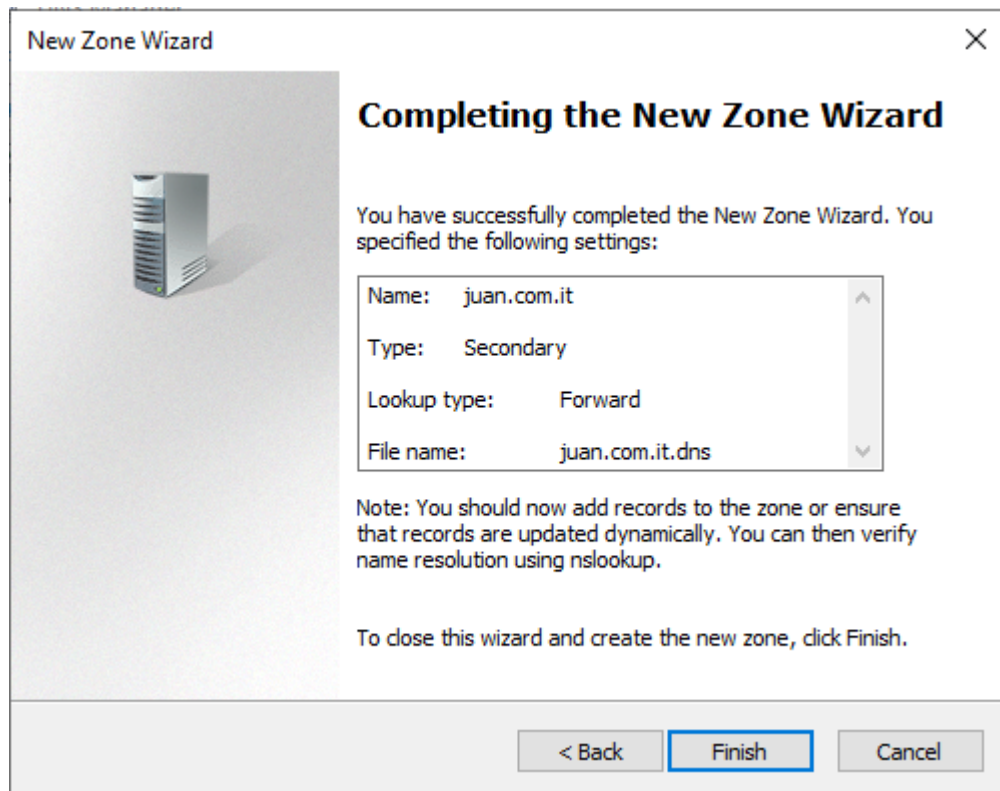 New Zone Wizard
Completing the New Zone Wizard
You have successfully completed the New Zone Wizard. You
specified the following settings:
Name: juan.com.it
Type: Secondary
Lookup type: Forward
File name: juan.com.it.dns
Note: You should now add records to the zone or ensure
that records are updated dynamically. You can then verify
name resolution using nslookup.
To close this wizard and create the new zone, click Finish.
< Back Finish Cancel